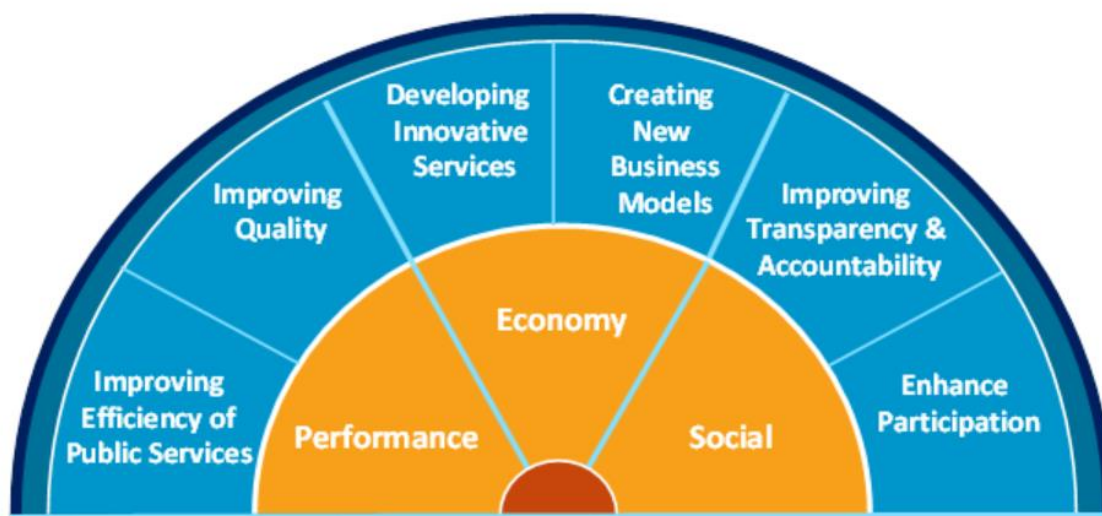 Improving
Efficiency of
Public Services
Improving
Quality
Developing
Innovative
Services
Creating
New
Business
Models
Improving
Transparency &
Accountability
Enhance
Participation
Performance
Economy
Social